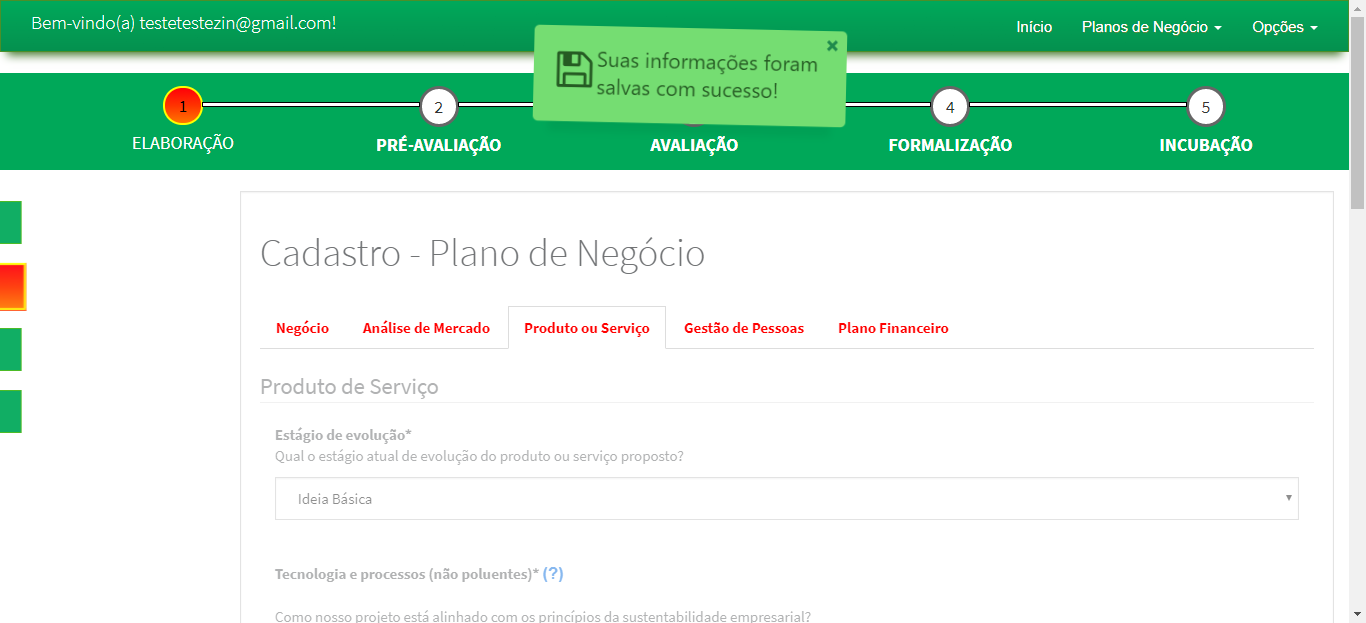 Bem-vindo(a) testetestezin@gmail.com!
Início Planos de Negócio Opções
Suas informações foram
salvas com sucesso!
1 2 4 5
ELABORAÇÃO PRÉ-AVALIAÇÃO AVALIAÇÃO FORMALIZAÇÃO INCUBAÇÃO
Cadastro - Plano de Negócio
Negócio Análise de Mercado Produto ou Serviço Gestão de Pessoas Plano Financeiro
Produto de Serviço
Estágio de evolução*
Qual o estágio atual de evolução do produto ou serviço proposto?
Ideia Básica
Tecnologia e processos (não poluentes)* (?)
Como nosso projeto está alinhado com os princípios da sustentabilidade empresarial?